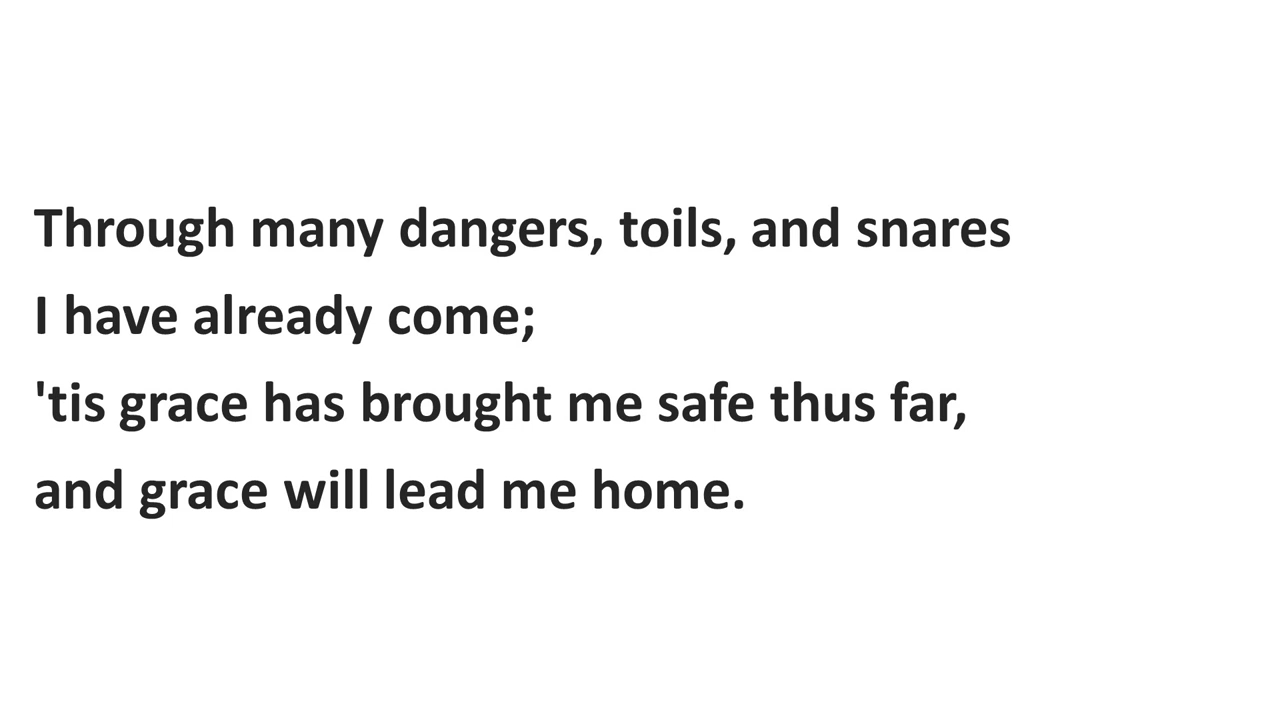 Through many dangers, toils, and snares
I have already come;
'tis grace has brought me safe thus far,
and grace will lead me home.